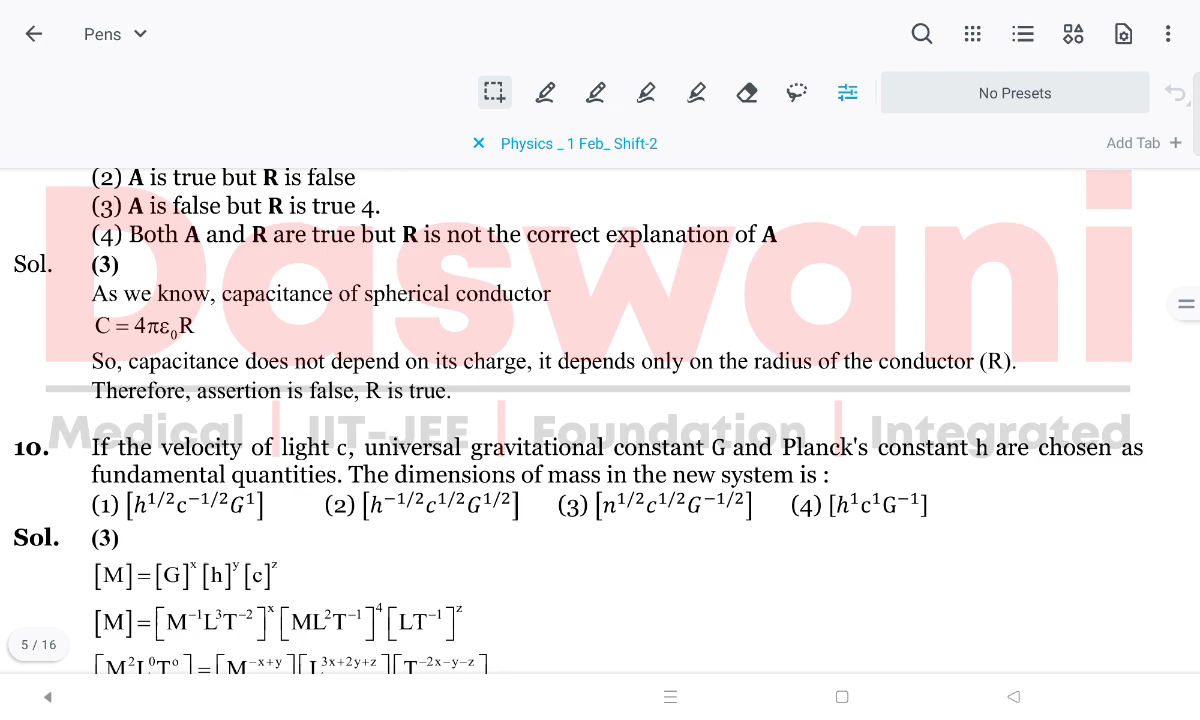 Pens
No Presets
Physics _ 1 Feb_ Shift-2
Add Tab +
(2) A is true but R is false
(3) A is false but R is true 4.
(4) Both A and R are true but R is not the correct explanation of A
Sol. (3)
As we know, capacitance of spherical conductor
C = 4πε₀R
So, capacitance does not depend on its charge, it depends only on the radius of the conductor (R).
Therefore, assertion is false, R is true.
Daswani
Medical | IIT-JEE | Foundation | Integrated
10. If the velocity of light c, universal gravitational constant G and Planck's constant h are chosen as
fundamental quantities. The dimensions of mass in the new system is :
(1) [h^1/2 c^−1/2 G^1] (2) [h^−1/2 c^1/2 G^1/2] (3) [n^1/2 c^1/2 G^−1/2] (4) [h^1 c^1 G^−1]
Sol. (3)
[M] = [G]^x [h]^y [c]^z
[M] = [M^−1 L^3 T^−2]^x [ML^2 T^−1]^4 [LT^−1]^z
[M^2 L^0 T^o] = [M^−x+y] [L^3x+2y+z] [T^−2x−y−z]
5 / 16